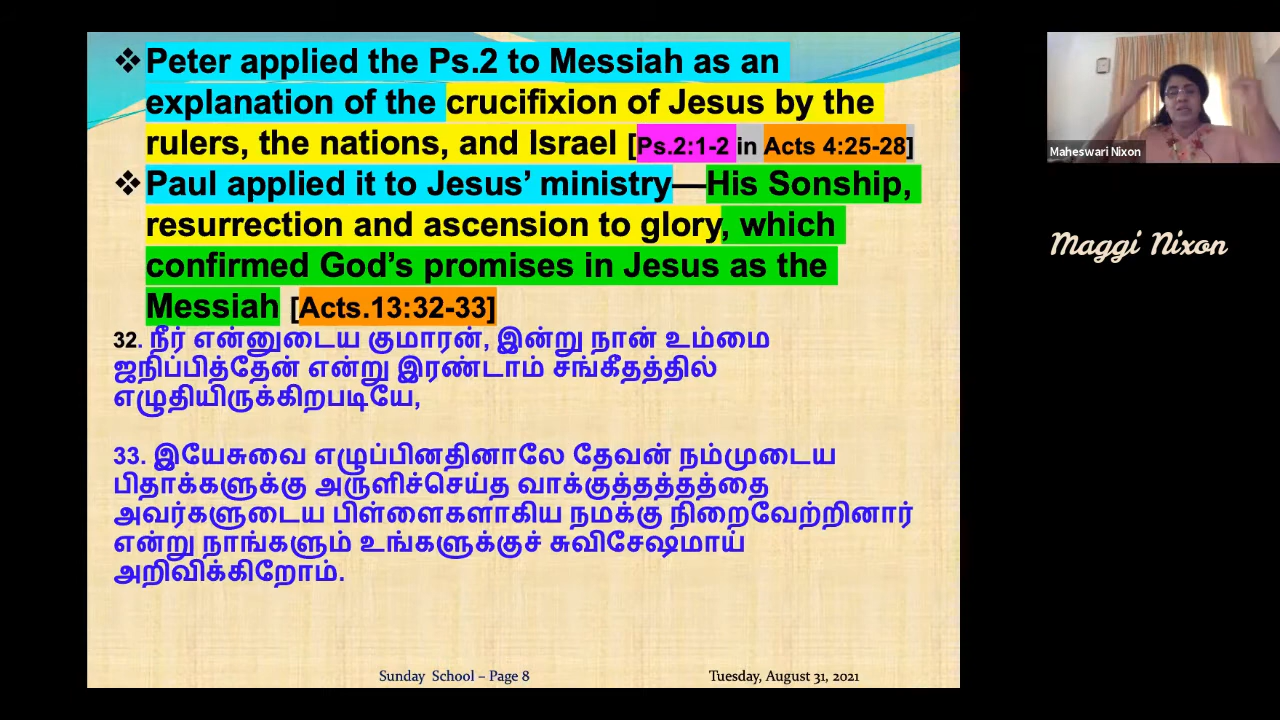 ❖Peter applied the Ps.2 to Messiah as an
explanation of the crucifixion of Jesus by the
rulers, the nations, and Israel [Ps.2:1-2 in Acts 4:25-28]
❖Paul applied it to Jesus’ ministry—His Sonship,
resurrection and ascension to glory, which
confirmed God’s promises in Jesus as the
Messiah [Acts.13:32-33]
32. நீர் என்னுடைய குமாரன், இன்று நான் உம்மை
ஜநிப்பித்தேன் என்று இரண்டாம் சங்கீதத்தில்
எழுதியிருக்கிறபடியே,
33. இயேசுவை எழுப்பினதினாலே தேவன் நம்முடைய
பிதாக்களுக்கு அருளிச்செய்த வாக்குத்தத்தத்தை
அவர்களுடைய பிள்ளைகளாகிய நமக்கு நிறைவேற்றினார்
என்று நாங்களும் உங்களுக்குச் சுவிசேஷமாய்
அறிவிக்கிறோம்.
Sunday School – Page 8
Tuesday, August 31, 2021
Maheswari Nixon
Maggi Nixon